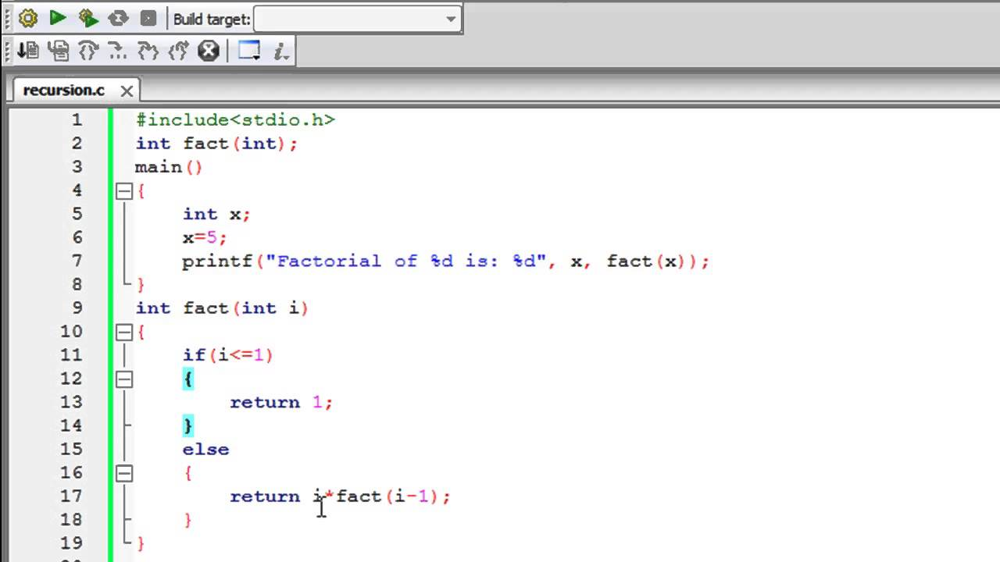 Build target:
recursion.c
1 #include<stdio.h>
2 int fact(int);
3 main()
4 {
5 int x;
6 x=5;
7 printf("Factorial of %d is: %d", x, fact(x));
8 }
9 int fact(int i)
10 {
11 if(i<=1)
12 {
13 return 1;
14 }
15 else
16 {
17 return i*fact(i-1);
18 }
19 }